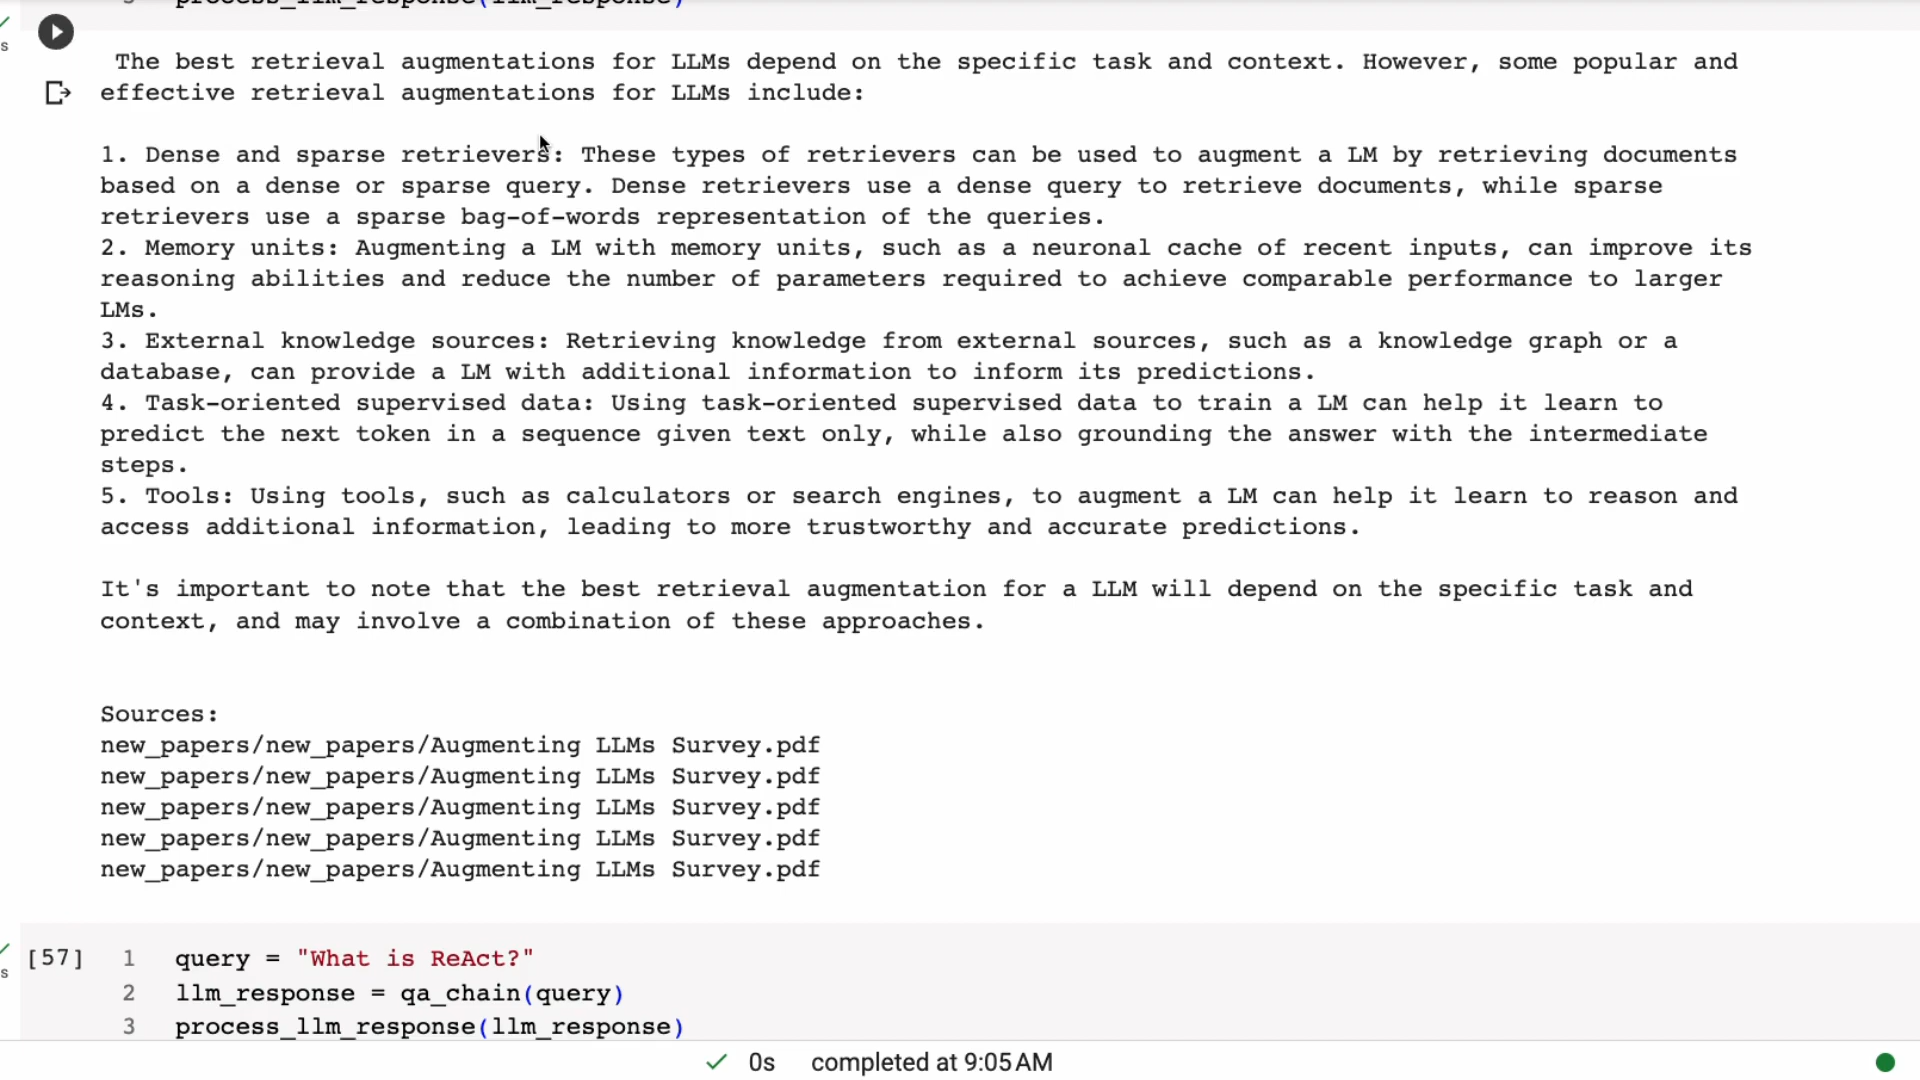 process_llm_response(llm_response)
s
The best retrieval augmentations for LLMs depend on the specific task and context. However, some popular and
effective retrieval augmentations for LLMs include:
1. Dense and sparse retrievers: These types of retrievers can be used to augment a LM by retrieving documents
based on a dense or sparse query. Dense retrievers use a dense query to retrieve documents, while sparse
retrievers use a sparse bag-of-words representation of the queries.
2. Memory units: Augmenting a LM with memory units, such as a neuronal cache of recent inputs, can improve its
reasoning abilities and reduce the number of parameters required to achieve comparable performance to larger
LMs.
3. External knowledge sources: Retrieving knowledge from external sources, such as a knowledge graph or a
database, can provide a LM with additional information to inform its predictions.
4. Task-oriented supervised data: Using task-oriented supervised data to train a LM can help it learn to
predict the next token in a sequence given text only, while also grounding the answer with the intermediate
steps.
5. Tools: Using tools, such as calculators or search engines, to augment a LM can help it learn to reason and
access additional information, leading to more trustworthy and accurate predictions.
It's important to note that the best retrieval augmentation for a LLM will depend on the specific task and
context, and may involve a combination of these approaches.
Sources:
new_papers/new_papers/Augmenting LLMs Survey.pdf
new_papers/new_papers/Augmenting LLMs Survey.pdf
new_papers/new_papers/Augmenting LLMs Survey.pdf
new_papers/new_papers/Augmenting LLMs Survey.pdf
new_papers/new_papers/Augmenting LLMs Survey.pdf
[57] 1 query = "What is ReAct?"
s
2 llm_response = qa_chain(query)
3 process_llm_response(llm_response)
0s completed at 9:05 AM